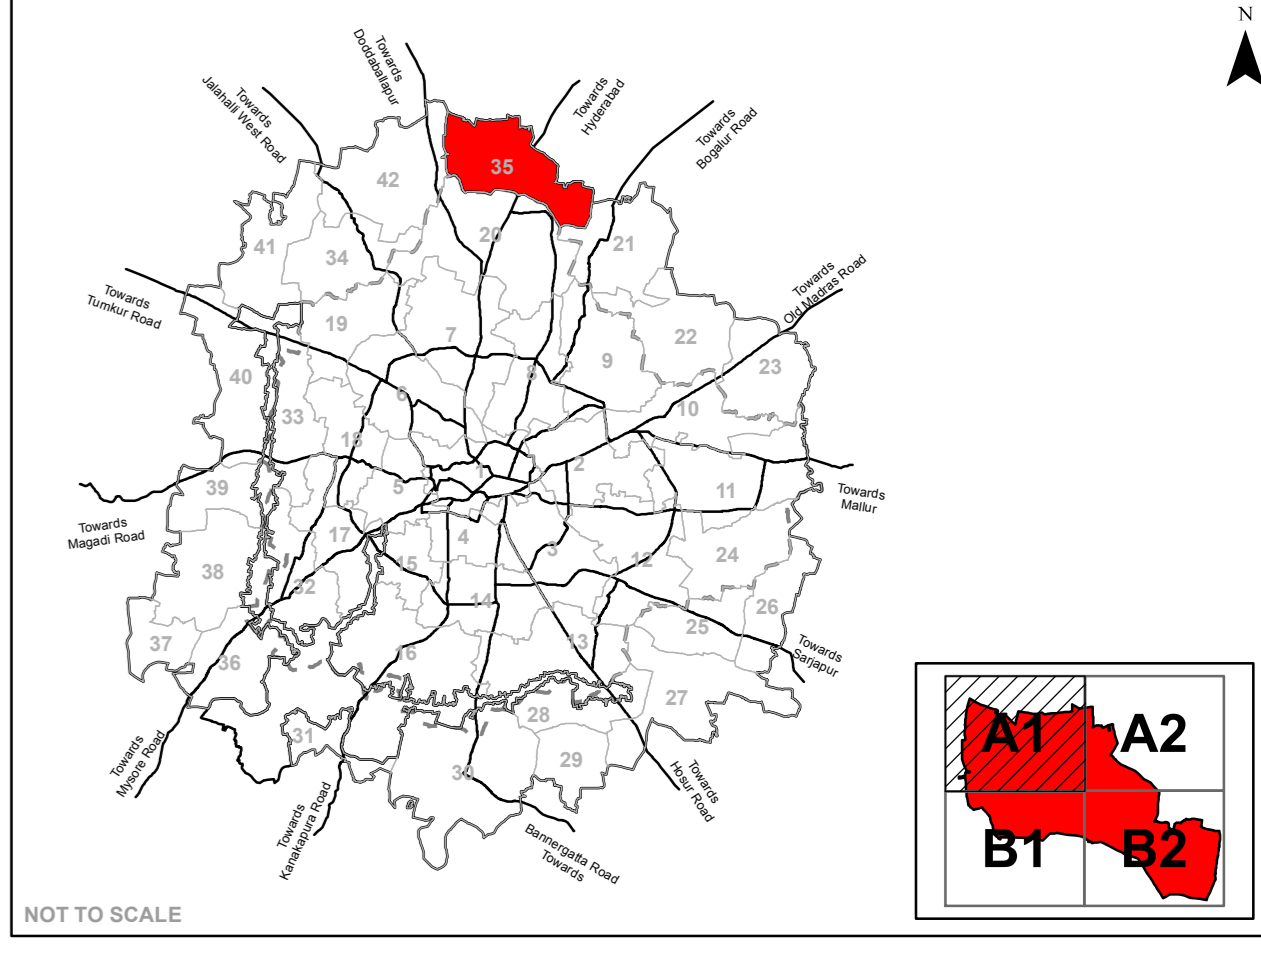 N
Towards
Doddaballapur
Towards
Jalahalli West Road
Towards
Hyderabad
Towards
Bogalur Road
35
42
20
21
41
34
Towards
Old Madras Road
Towards
Tumkur Road
19
7
22
9
23
40
8
6
10
33
18
2
1
39
5
11
Towards
Mallur
Towards
Magadi Road
17
4
3
24
15
12
38
32
14
26
25
37
13
16
36
Towards
Sarjapur
27
28
31
29
30
Towards
Mysore Road
Towards
Kanakapura Road
Towards
Hosur Road
Bannergatta Road
Towards
A1
A2
B1
B2
NOT TO SCALE